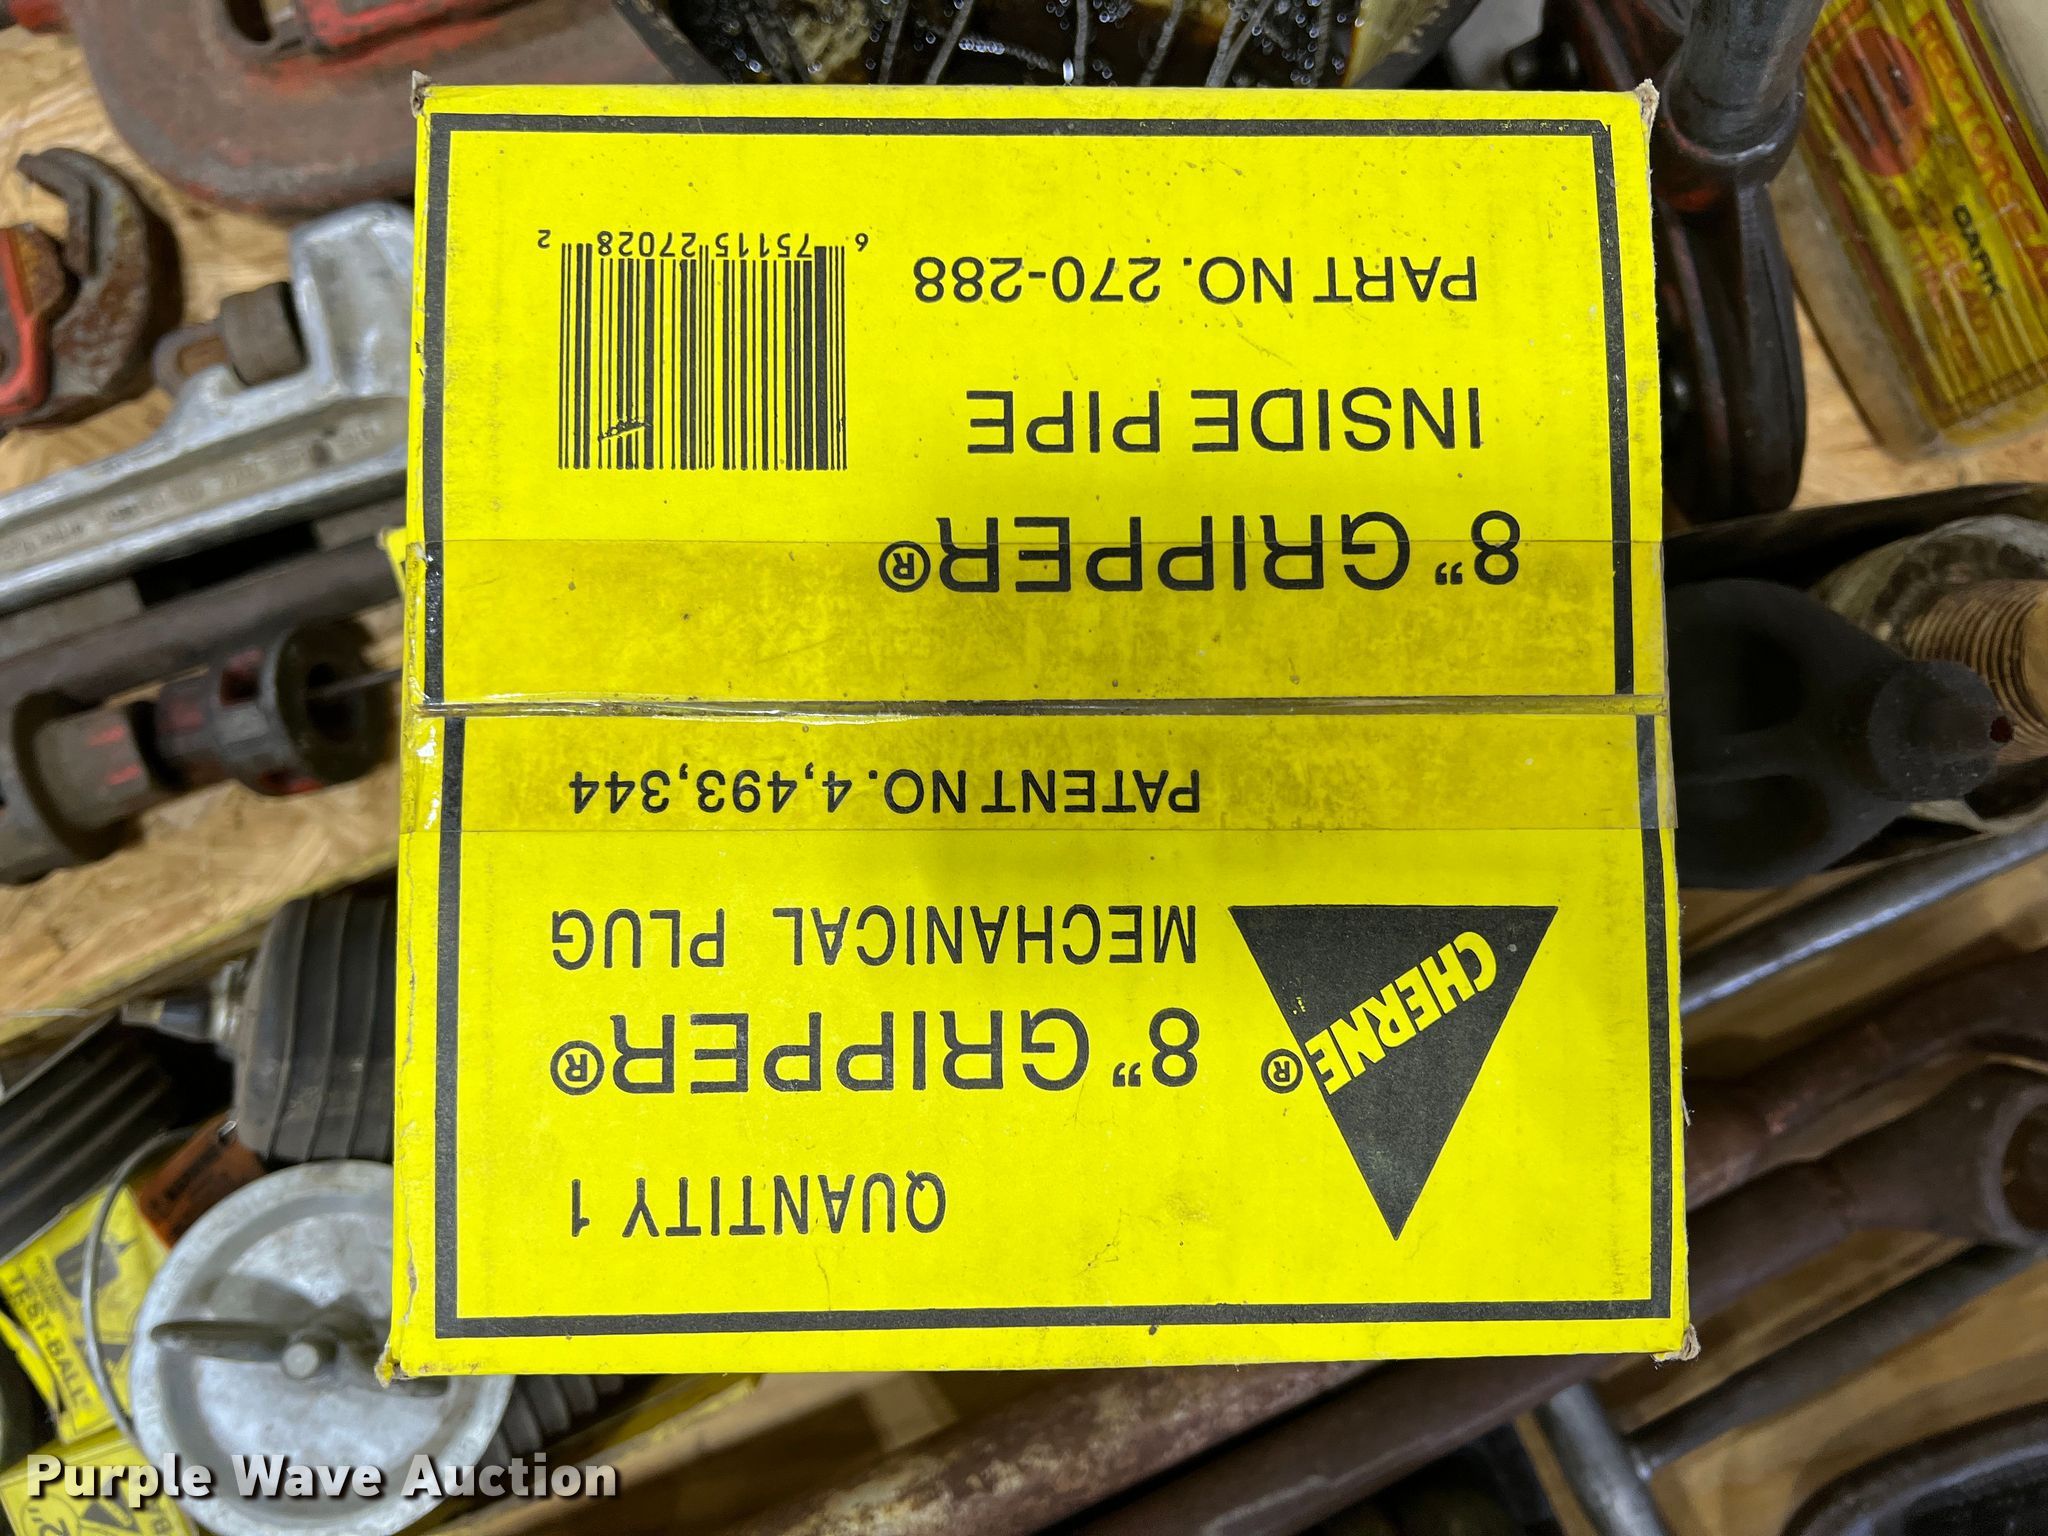 QUANTITY 1
CHERNE®
8" GRIPPER®
MECHANICAL PLUG
PATENT NO. 4,493,344
8" GRIPPER®
INSIDE PIPE
PART NO. 270-288
6 75115 27028 2
TEST-BALL®
Purple Wave Auction